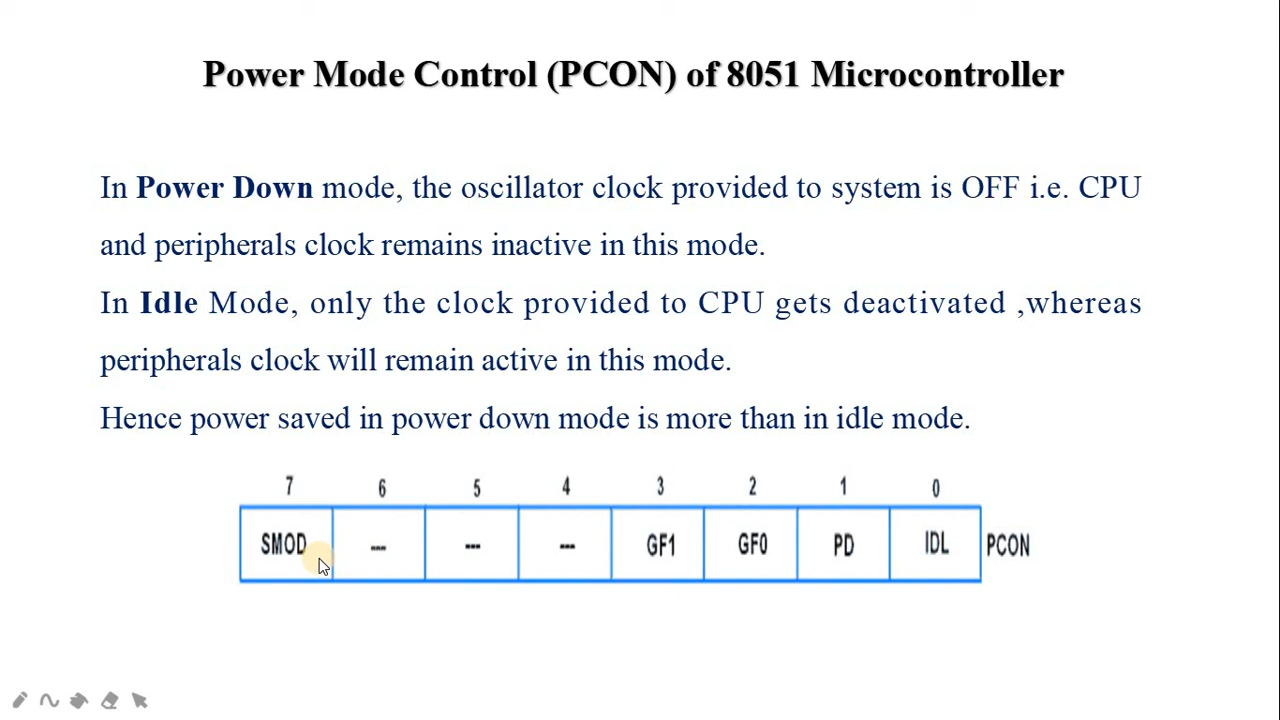 Power Mode Control (PCON) of 8051 Microcontroller
In Power Down mode, the oscillator clock provided to system is OFF i.e. CPU
and peripherals clock remains inactive in this mode.
In Idle Mode, only the clock provided to CPU gets deactivated ,whereas
peripherals clock will remain active in this mode.
Hence power saved in power down mode is more than in idle mode.
7 6 5 4 3 2 1 0
SMOD --- --- --- GF1 GF0 PD IDL PCON